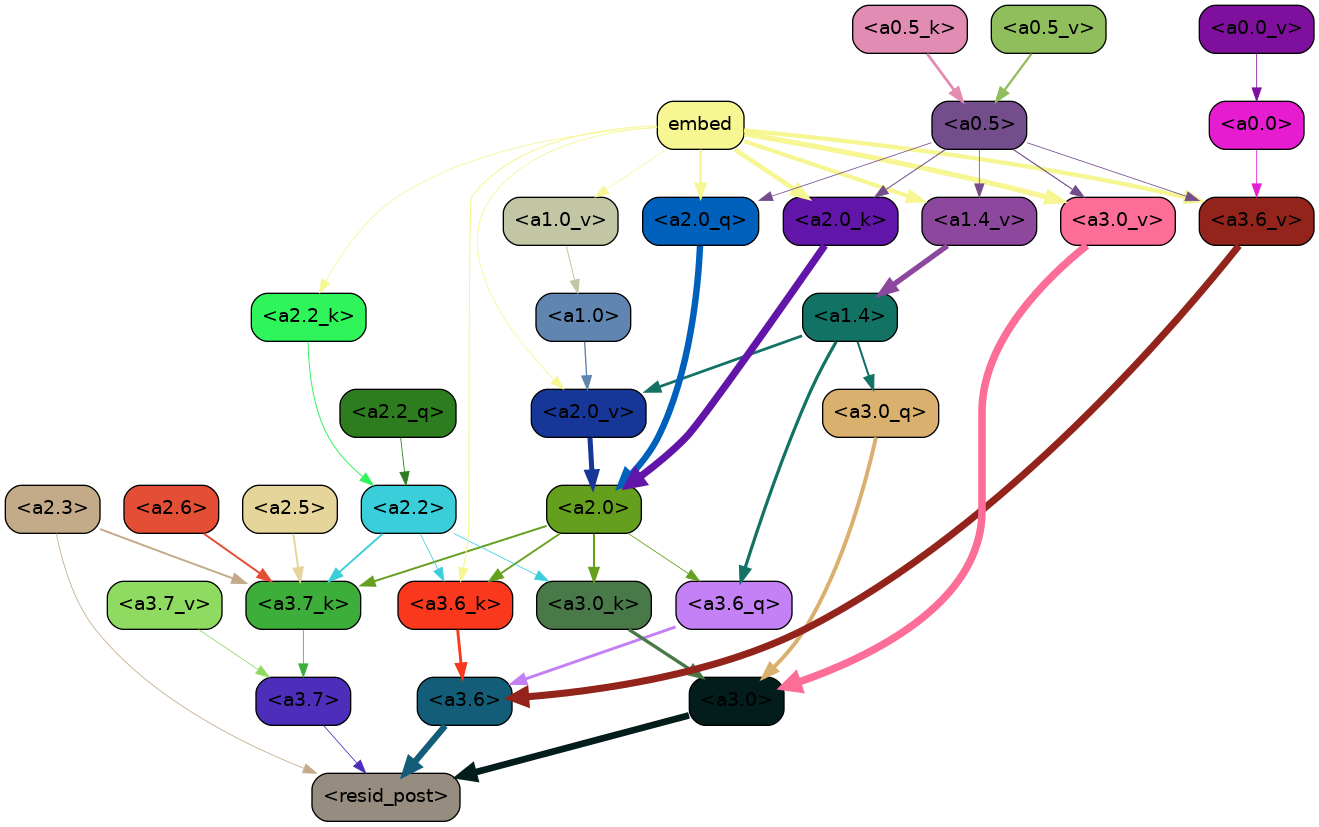 <a0.5_k> <a0.5_v> <a0.0_v>
embed <a0.5> <a0.0>
<a1.0_v> <a2.0_q> <a2.0_k> <a1.4_v> <a3.0_v> <a3.6_v>
<a2.2_k> <a1.0> <a1.4>
<a2.2_q> <a2.0_v> <a3.0_q>
<a2.3> <a2.6> <a2.5> <a2.2> <a2.0>
<a3.7_v> <a3.7_k> <a3.6_k> <a3.0_k> <a3.6_q>
<a3.7> <a3.6> <a3.0>
<resid_post>